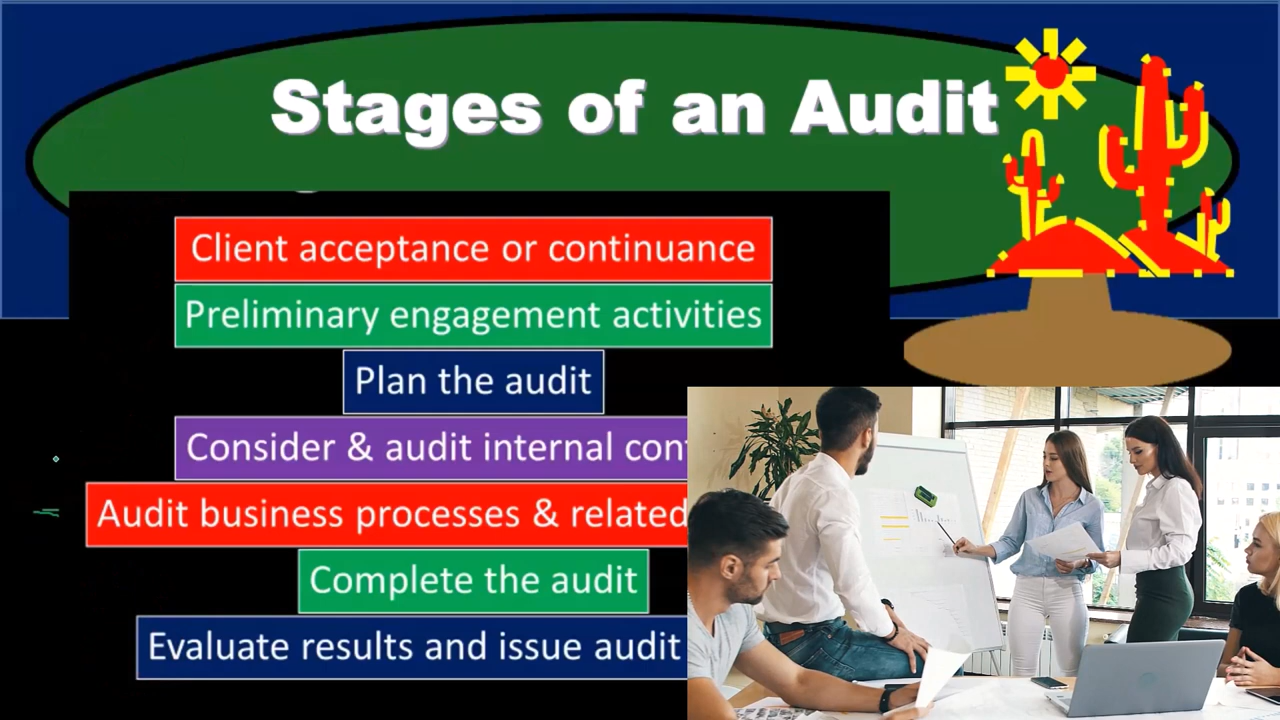 Stages of an Audit
Client acceptance or continuance
Preliminary engagement activities
Plan the audit
Consider & audit internal
Audit business processes & related
Complete the audit
Evaluate results and issue audit